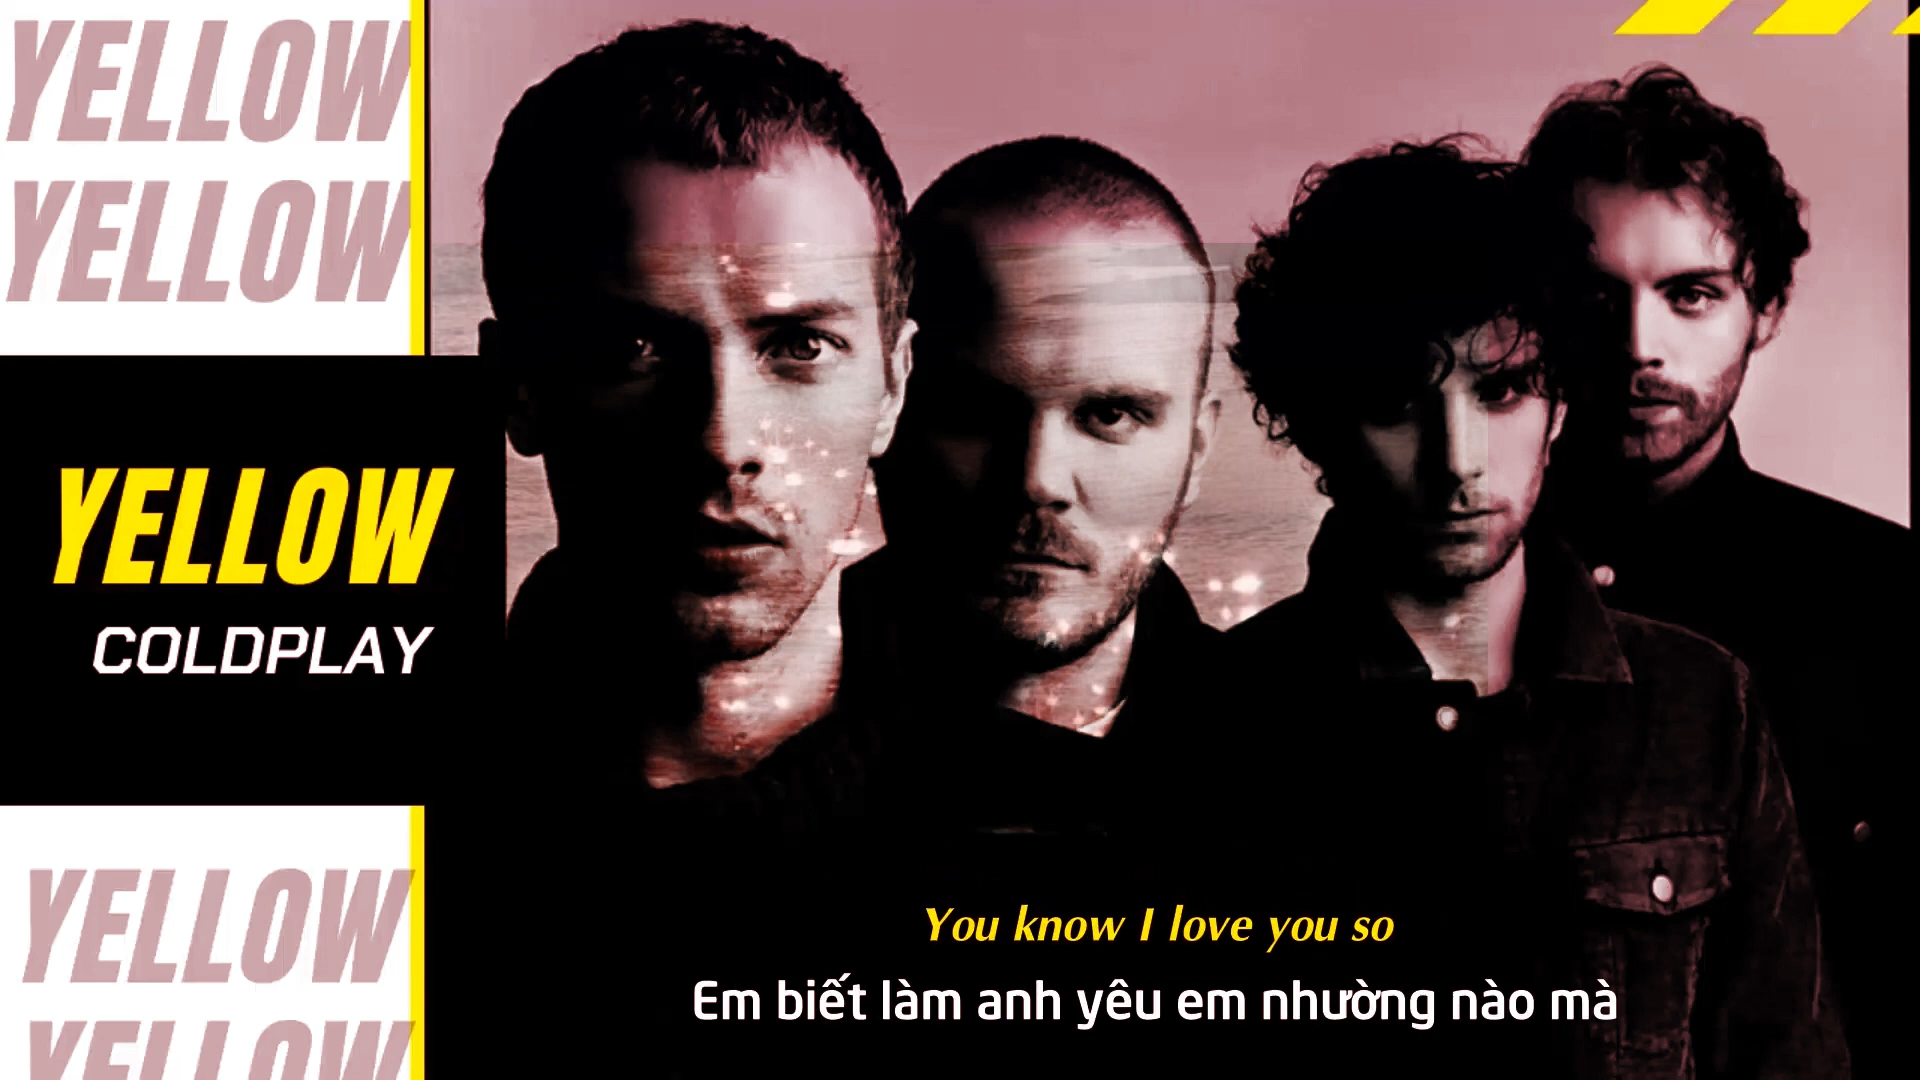 YELLOW
YELLOW
YELLOW
COLDPLAY
YELLOW
YELLOW
You know I love you so
Em biết làm anh yêu em nhường nào mà